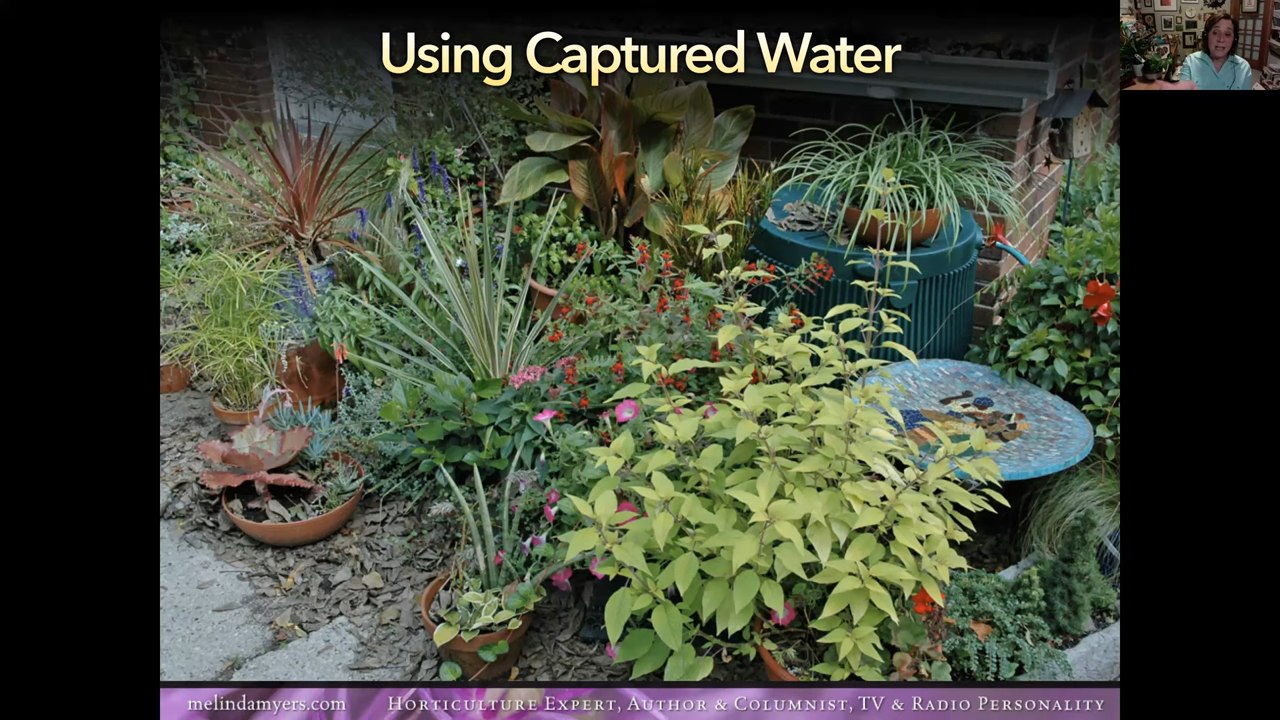 Using Captured Water
melindamyers.com Horticulture Expert, Author & Columnist, TV & Radio Personality